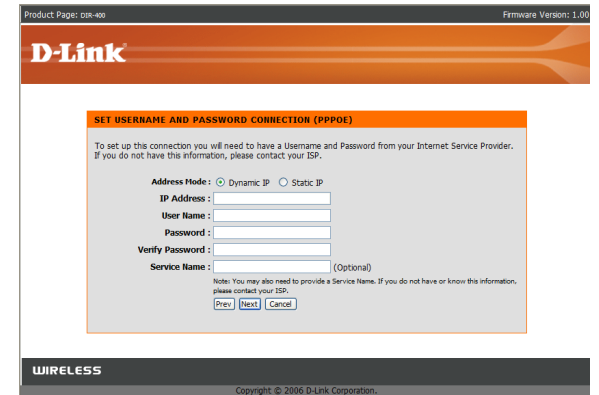 Product Page: DIR-400 Firmware Version: 1.00
D-Link
SET USERNAME AND PASSWORD CONNECTION (PPPOE)
To set up this connection you will need to have a Username and Password from your Internet Service Provider.
If you do not have this information, please contact your ISP.
Address Mode : Dynamic IP Static IP
IP Address :
User Name :
Password :
Verify Password :
Service Name : (Optional)
Note: You may also need to provide a Service Name. If you do not have or know this information,
please contact your ISP.
Prev Next Cancel
WIRELESS
Copyright © 2006 D-Link Corporation.